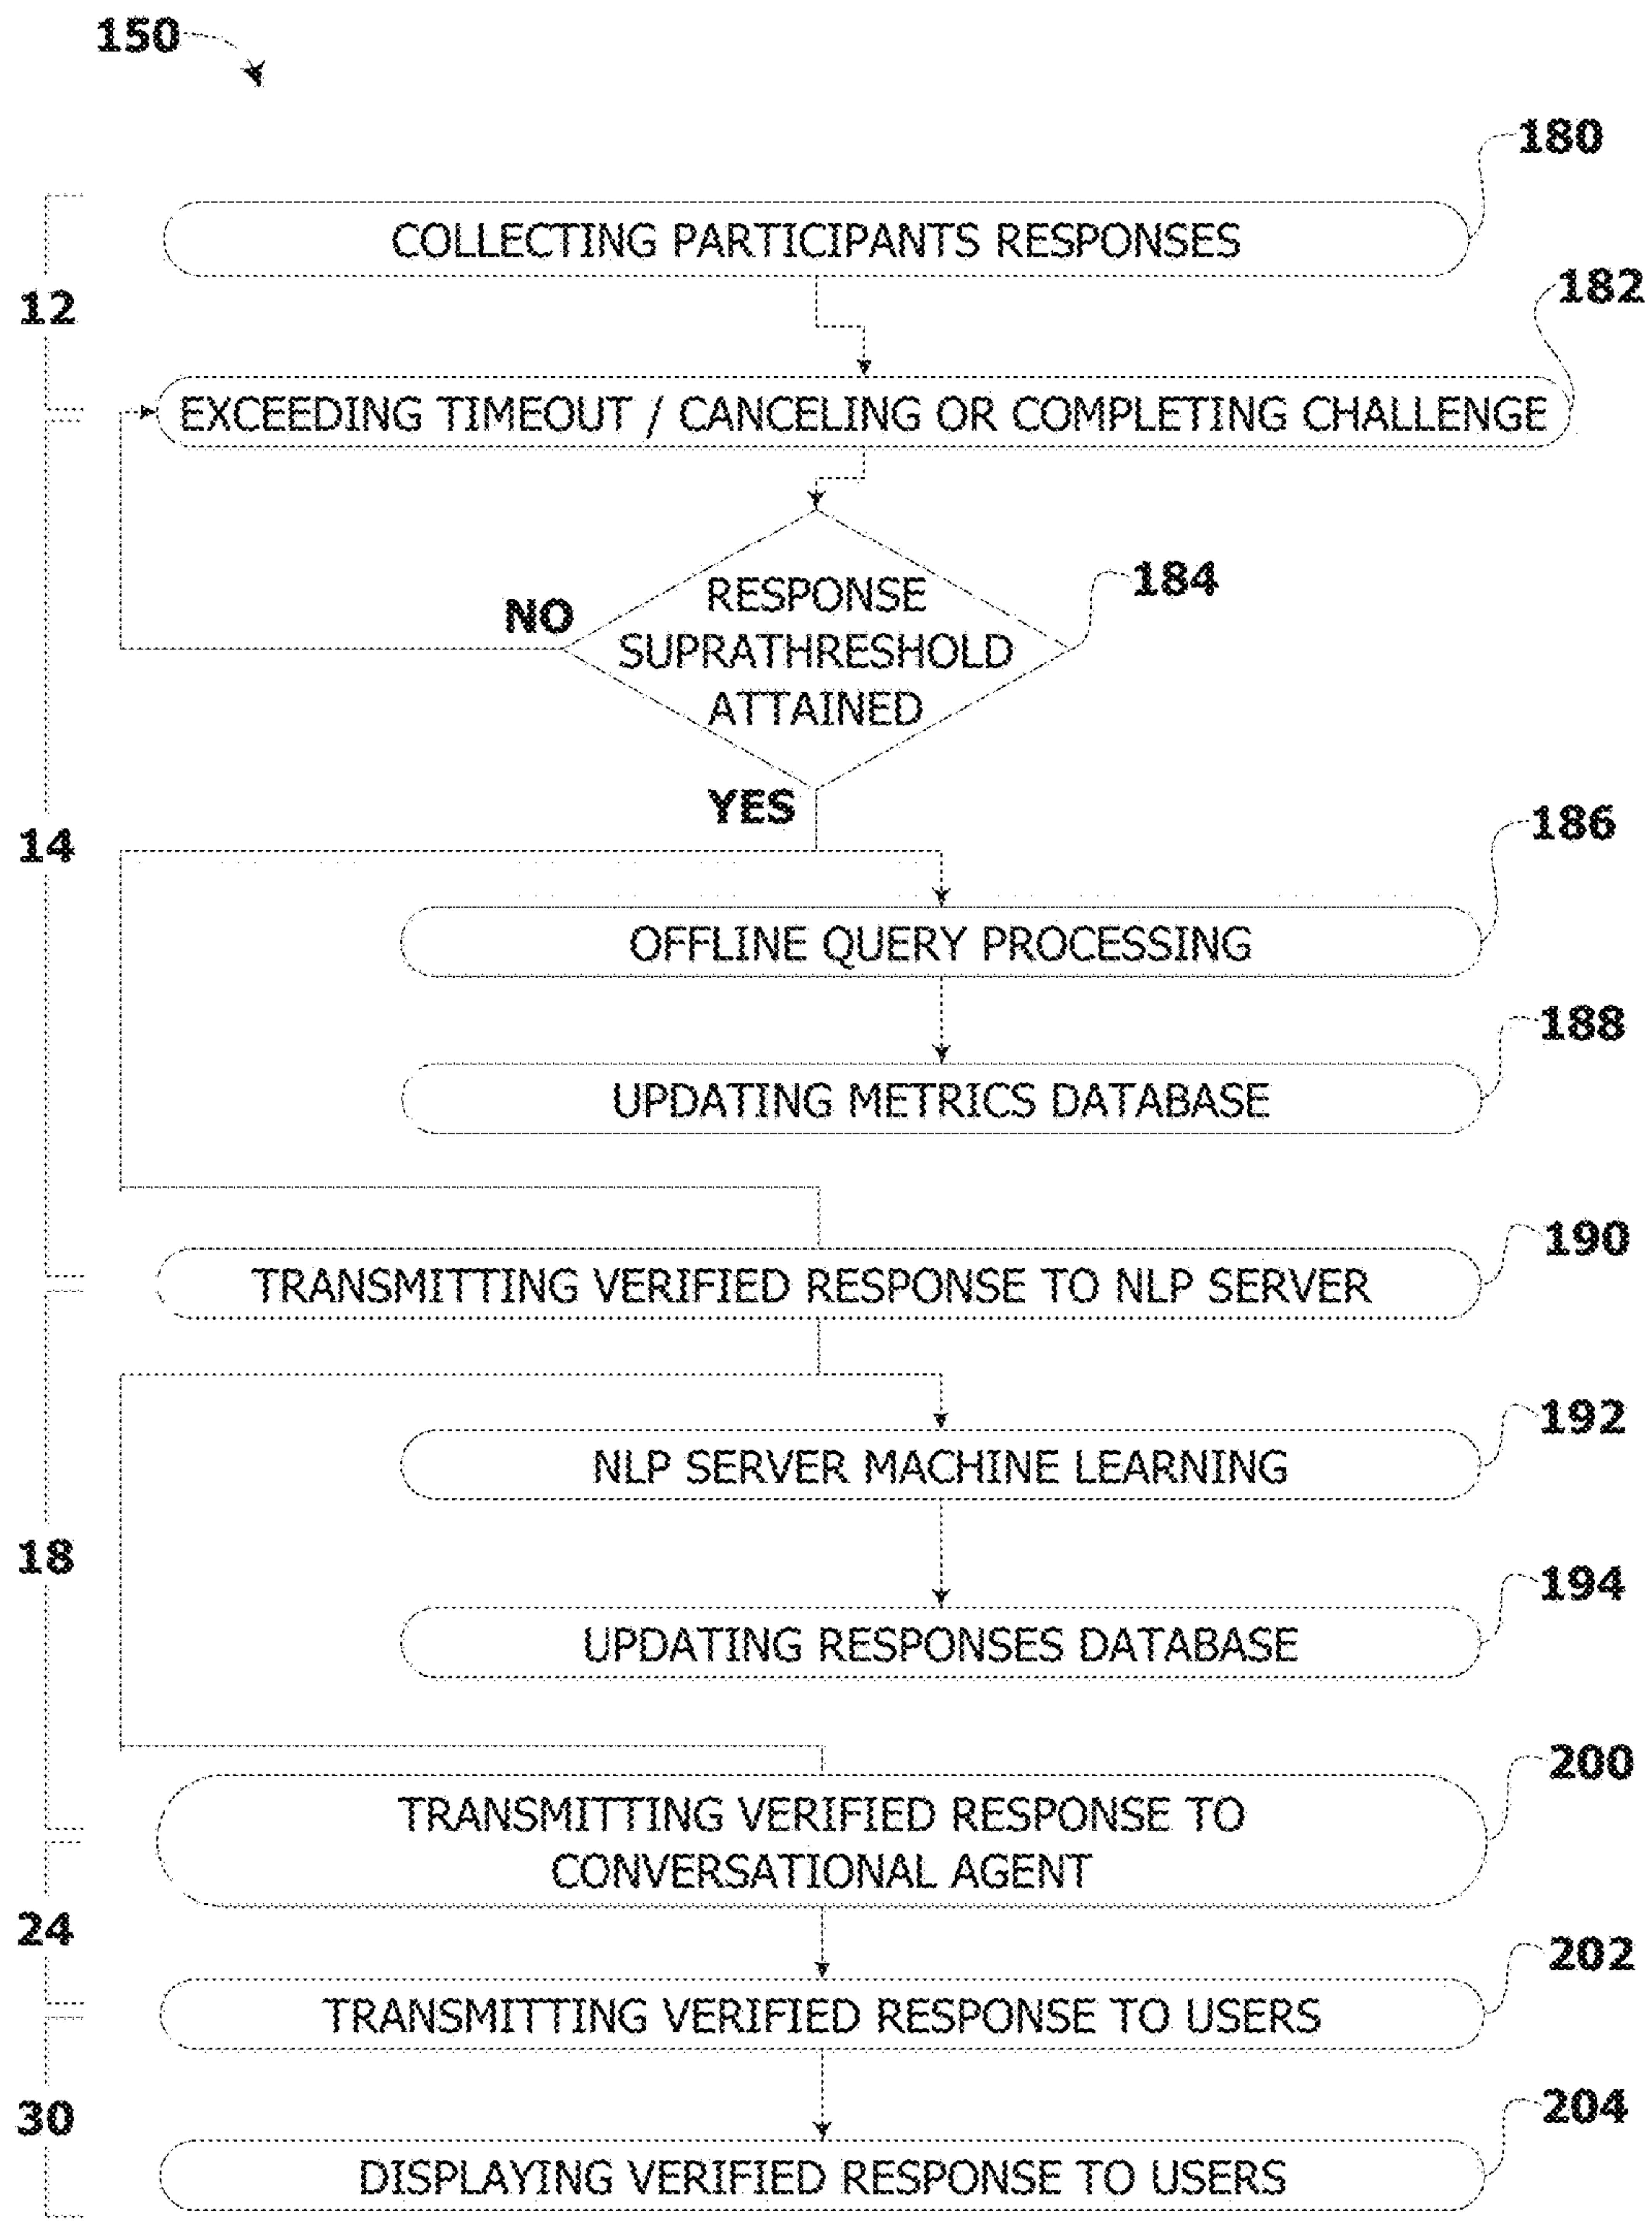 150
180
COLLECTING PARTICIPANTS RESPONSES
12
182
EXCEEDING TIMEOUT / CANCELING OR COMPLETING CHALLENGE
184
NO
RESPONSE
SUPRATHRESHOLD
ATTAINED
YES
14
186
OFFLINE QUERY PROCESSING
188
UPDATING METRICS DATABASE
190
TRANSMITTING VERIFIED RESPONSE TO NLP SERVER
192
NLP SERVER MACHINE LEARNING
18
194
UPDATING RESPONSES DATABASE
200
TRANSMITTING VERIFIED RESPONSE TO
CONVERSATIONAL AGENT
24
202
TRANSMITTING VERIFIED RESPONSE TO USERS
30
204
DISPLAYING VERIFIED RESPONSE TO USERS